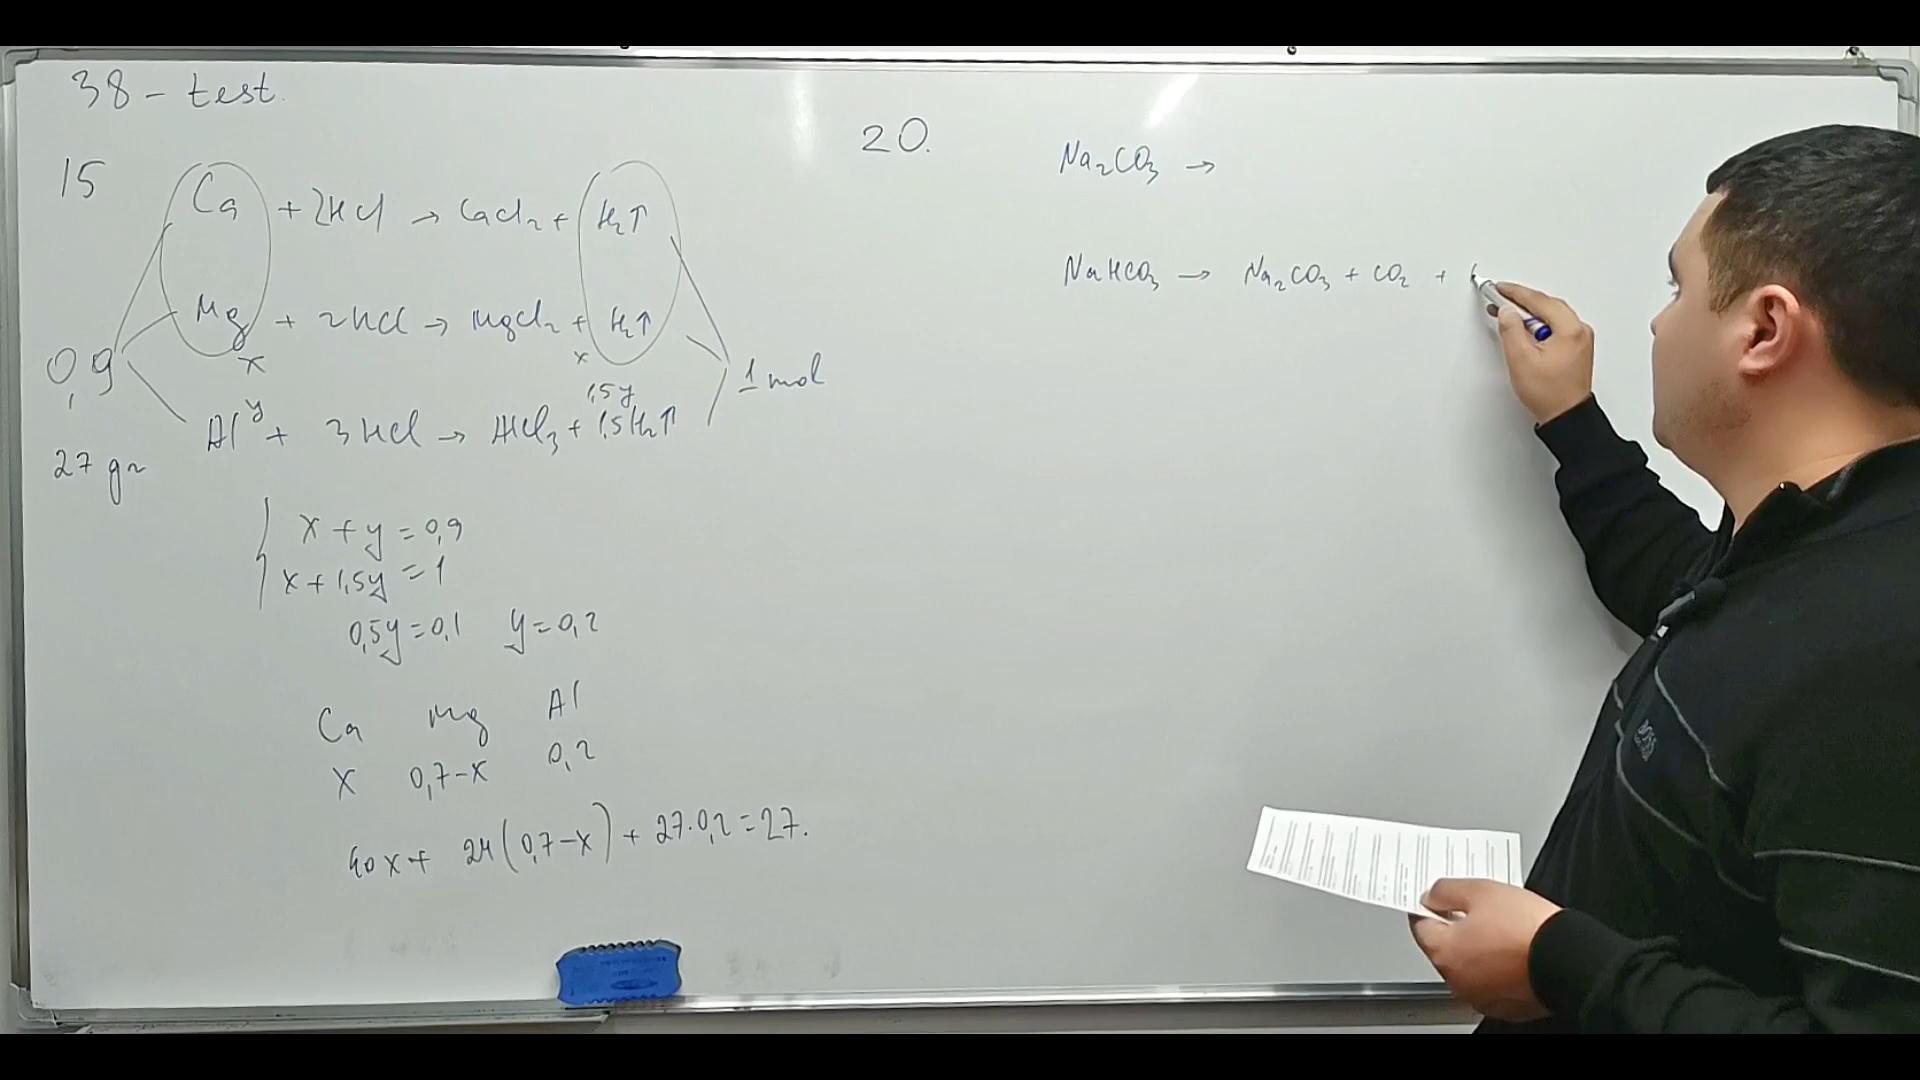 38 - test.
15
Ca + 2HCl → CaCl₂ + H₂↑
Mg + 2HCl → MgCl₂ + H₂↑
x x
0,9
1 mol
1,5y
y
Al + 3HCl → AlCl₃ + 1,5H₂↑
27 gr
x + y = 0,9
x + 1,5y = 1
0,5y = 0,1 y = 0,2
Ca Mg Al
x 0,7-x 0,2
40x + 24(0,7-x) + 27·0,2 = 27.
20.
Na₂CO₃ →
NaHCO₃ → Na₂CO₃ + CO₂ +
BOSS